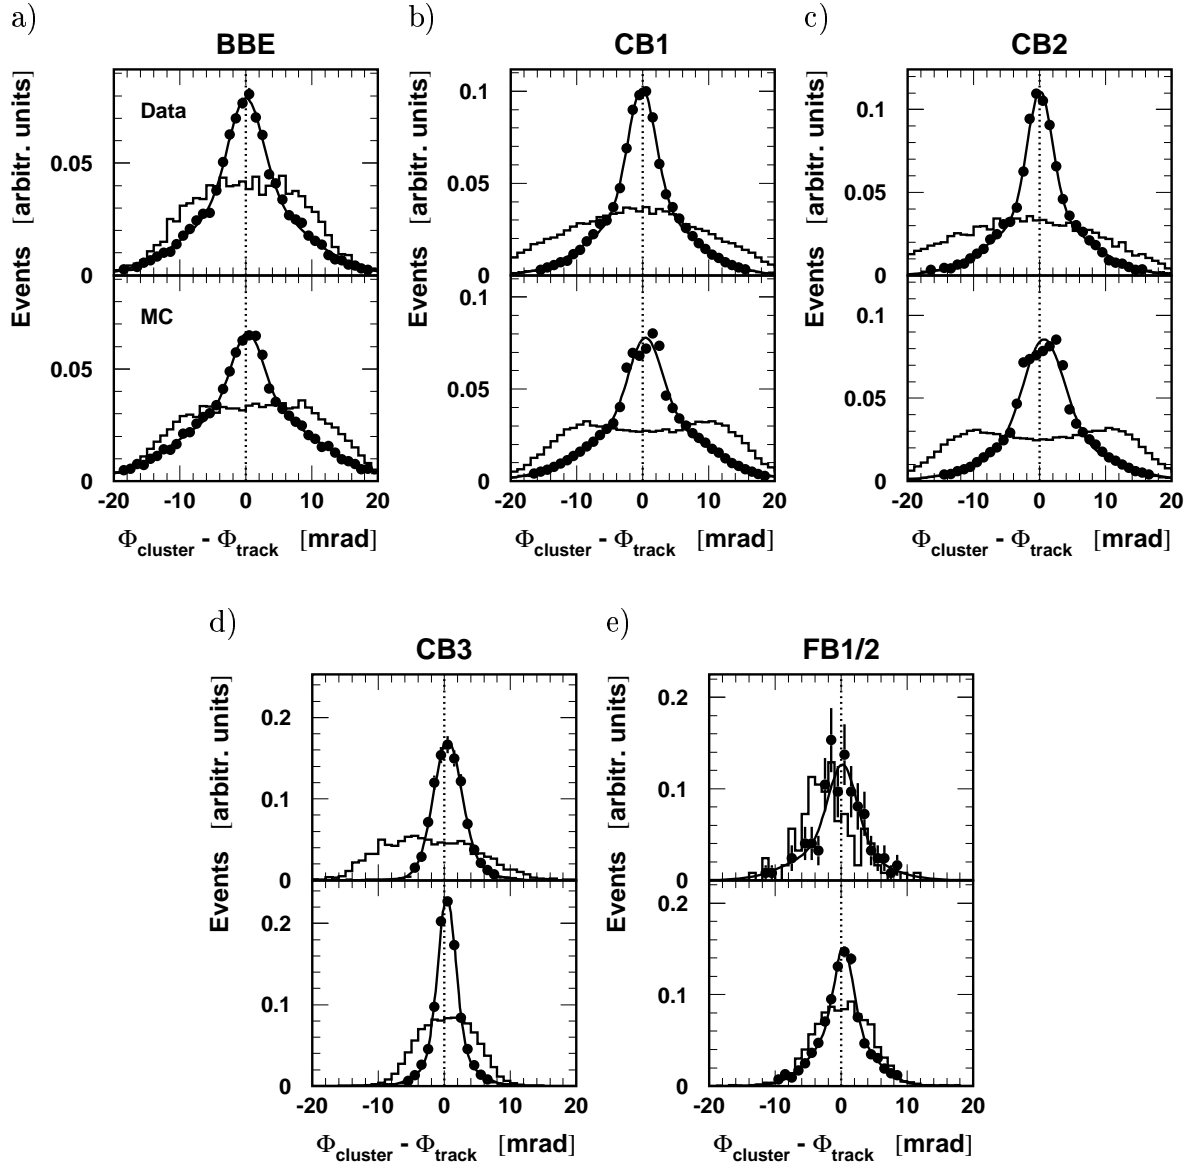 a)
BBE
b)
CB1
c)
CB2
Events [arbitr. units]
Data
0.05
0
MC
0.05
0
-20 -10 0 10 20
Φcluster - Φtrack [mrad]
Events [arbitr. units]
0.1
0.05
0
0.1
0.05
0
-20 -10 0 10 20
Φcluster - Φtrack [mrad]
Events [arbitr. units]
0.1
0.05
0
0.1
0.05
0
-20 -10 0 10 20
Φcluster - Φtrack [mrad]
d)
CB3
e)
FB1/2
Events [arbitr. units]
0.2
0.1
0
0.2
0.1
0
-20 -10 0 10 20
Φcluster - Φtrack [mrad]
Events [arbitr. units]
0.2
0.1
0
0.2
0.1
0
-20 -10 0 10 20
Φcluster - Φtrack [mrad]